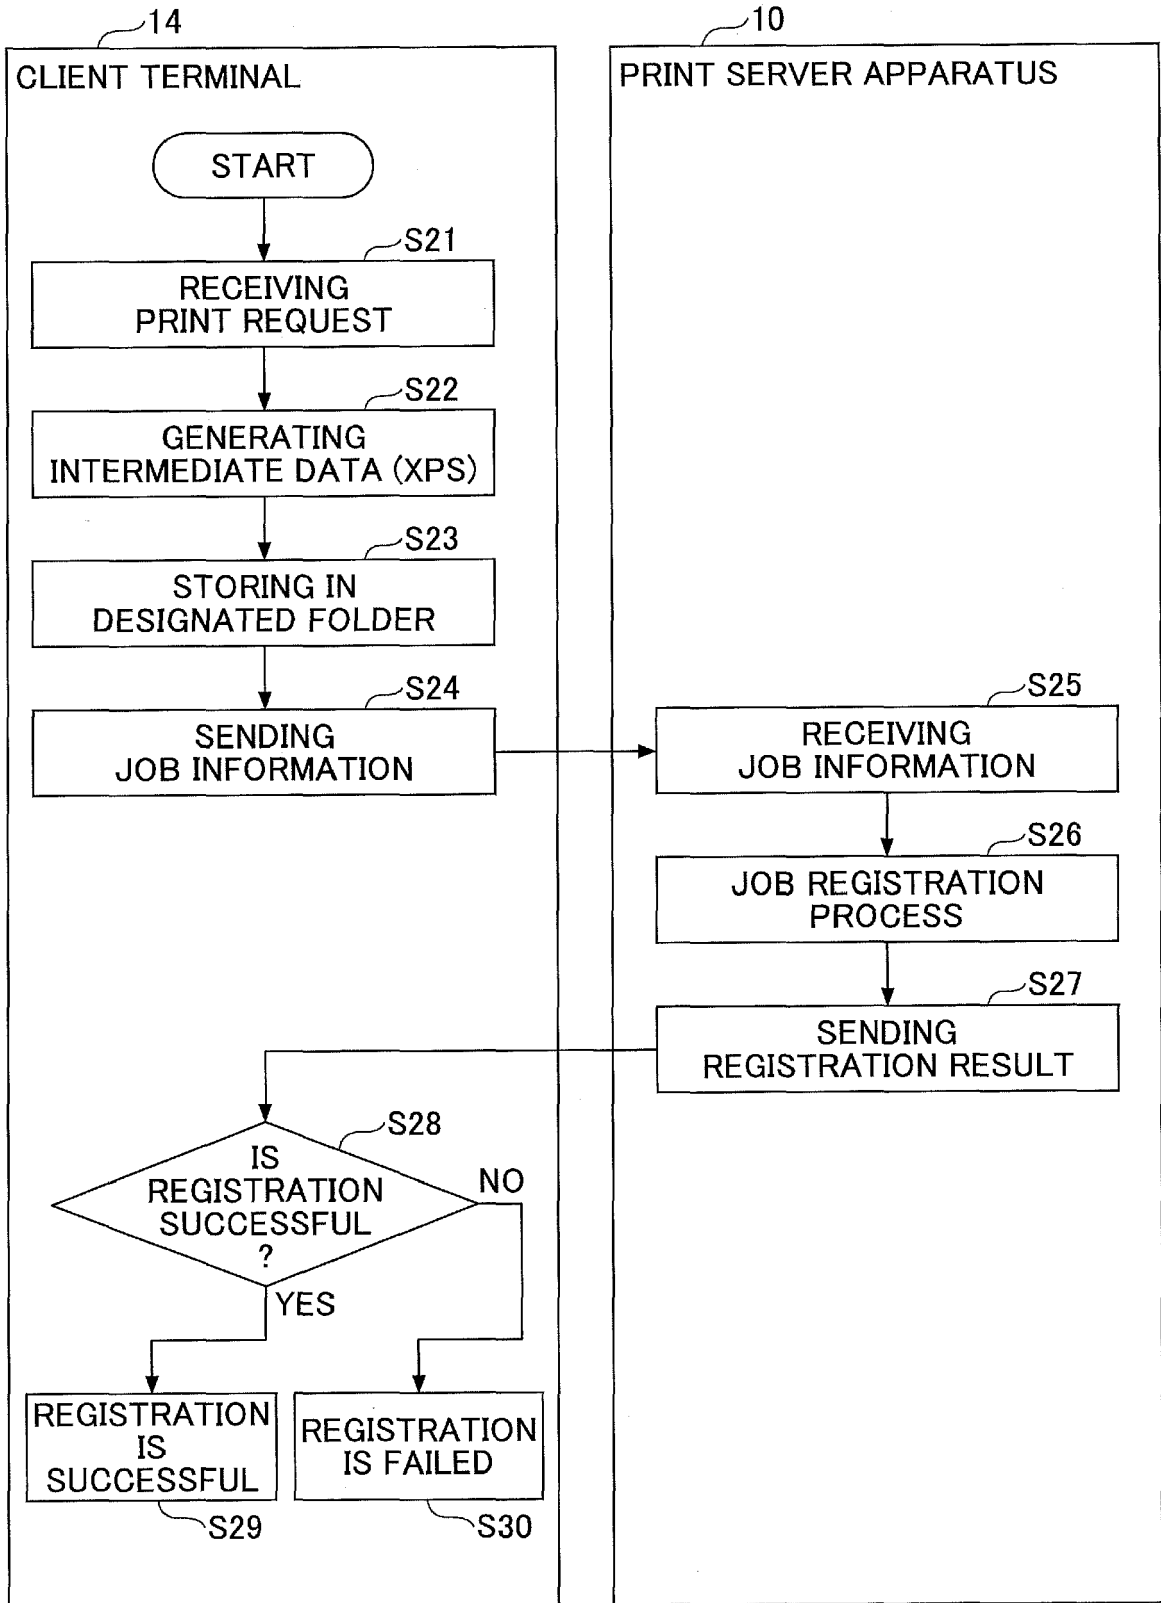 14
CLIENT TERMINAL
START
S21
RECEIVING
PRINT REQUEST
S22
GENERATING
INTERMEDIATE DATA (XPS)
S23
STORING IN
DESIGNATED FOLDER
S24
SENDING
JOB INFORMATION
10
PRINT SERVER APPARATUS
S25
RECEIVING
JOB INFORMATION
S26
JOB REGISTRATION
PROCESS
S27
SENDING
REGISTRATION RESULT
S28
IS
REGISTRATION
SUCCESSFUL
?
NO
YES
REGISTRATION
IS
SUCCESSFUL
S29
REGISTRATION
IS FAILED
S30